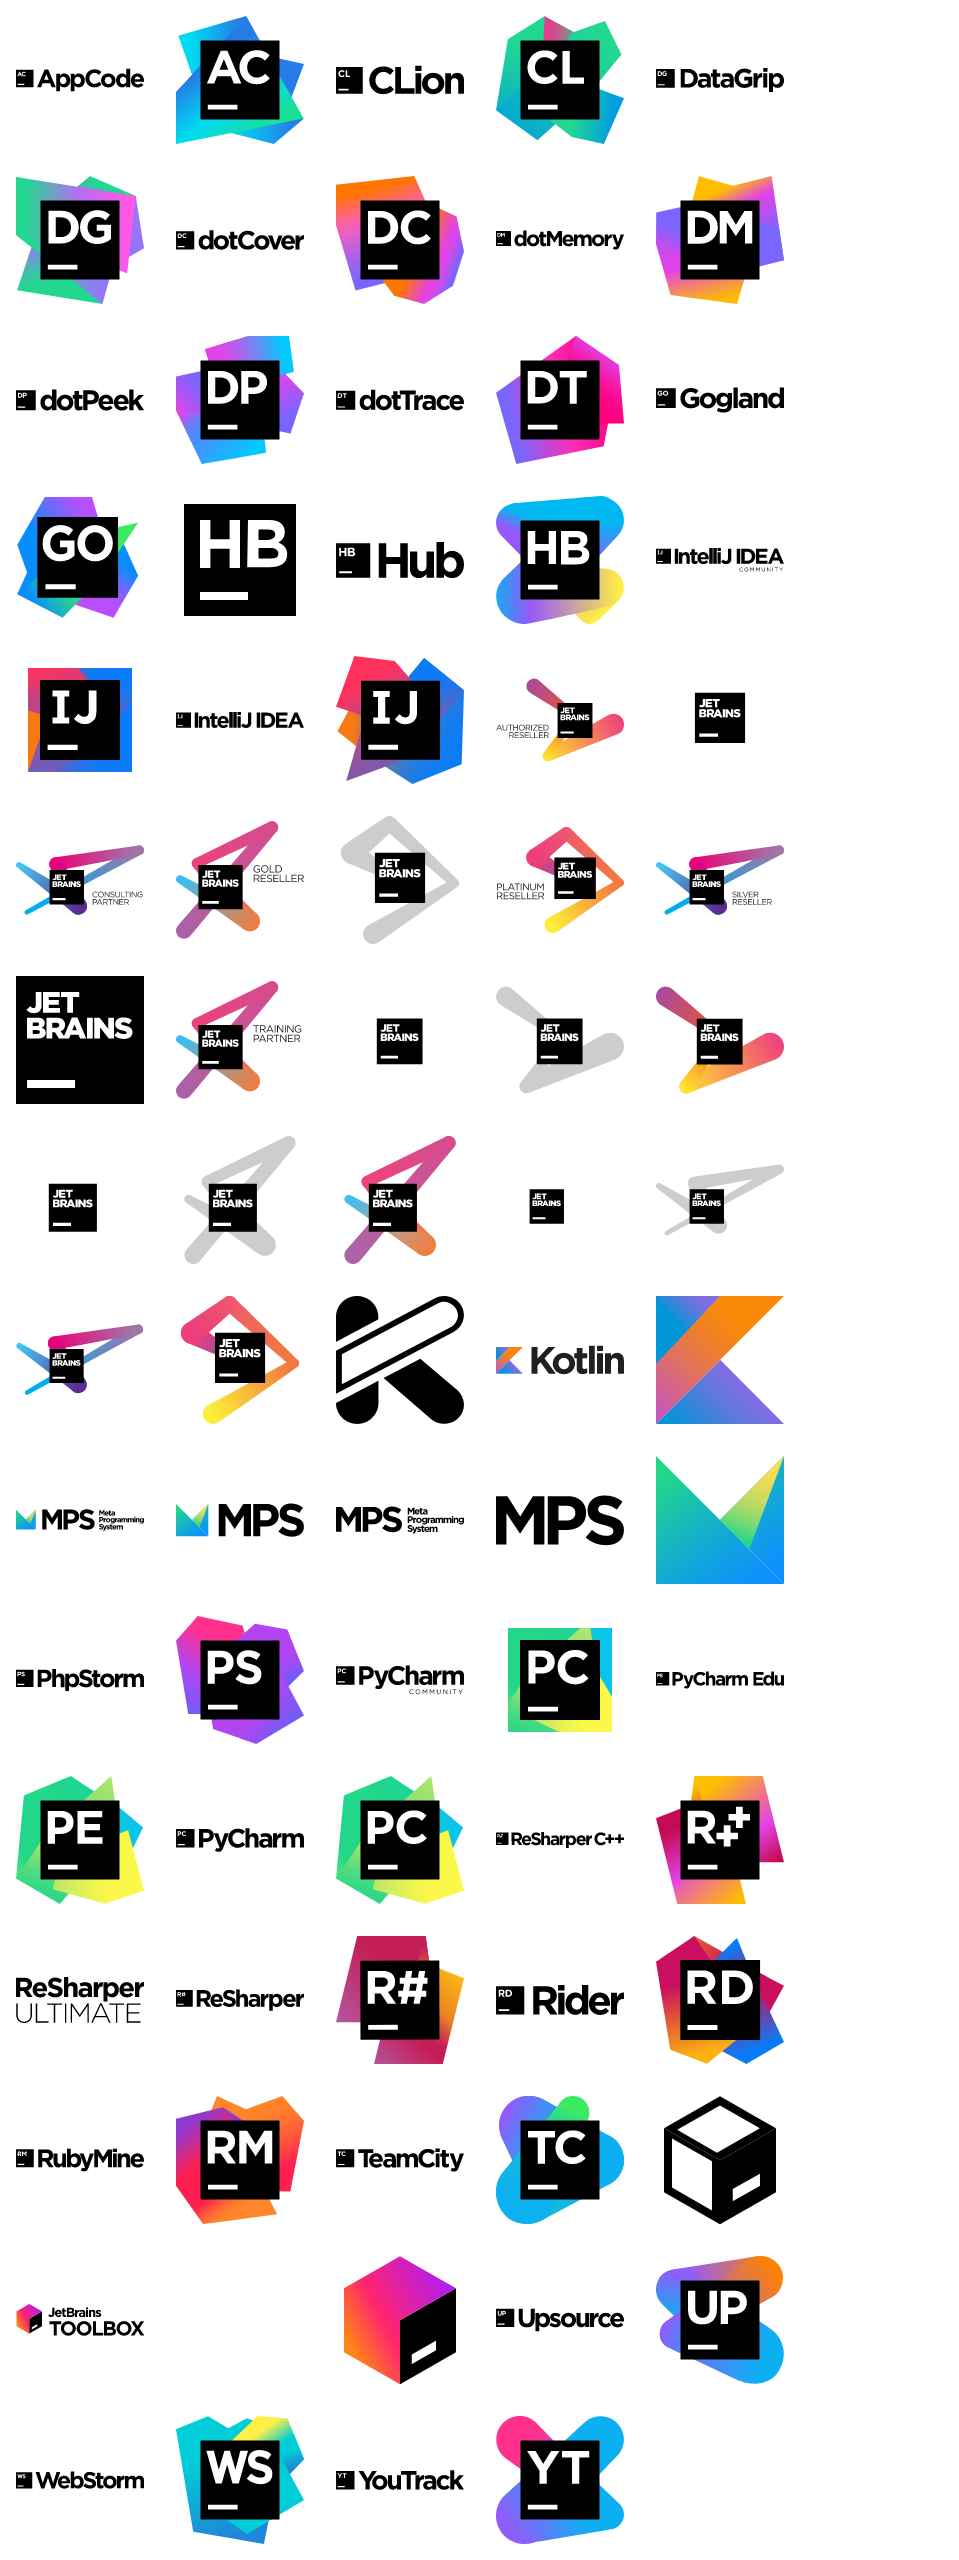 AC AppCode
AC
CL CLion
CL
DG DataGrip
DG
DC dotCover
DC
DM dotMemory
DM
DP dotPeek
DP
DT dotTrace
DT
GO Gogland
GO
HB
HB Hub
HB
IJ IntelliJ IDEA
COMMUNITY
IJ
IJ IntelliJ IDEA
IJ
AUTHORIZED
RESELLER
JET
BRAINS
JET
BRAINS
JET
BRAINS
CONSULTING
PARTNER
JET
BRAINS
GOLD
RESELLER
JET
BRAINS
PLATINUM
RESELLER
JET
BRAINS
JET
BRAINS
SILVER
RESELLER
JET
BRAINS
JET
BRAINS
TRAINING
PARTNER
JET
BRAINS
JET
BRAINS
JET
BRAINS
JET
BRAINS
JET
BRAINS
JET
BRAINS
JET
BRAINS
JET
BRAINS
JET
BRAINS
JET
BRAINS
Kotlin
MPS Meta
Programming
System
MPS
MPS Meta
Programming
System
MPS
PS PhpStorm
PS
PC PyCharm
COMMUNITY
PC
PE PyCharm Edu
PE
PC PyCharm
PC
ReSharper C++
R++
ReSharper
ULTIMATE
R# ReSharper
R#
RD Rider
RD
RM RubyMine
RM
TC TeamCity
TC
JetBrains
TOOLBOX
UP Upsource
UP
WS WebStorm
WS
YT YouTrack
YT